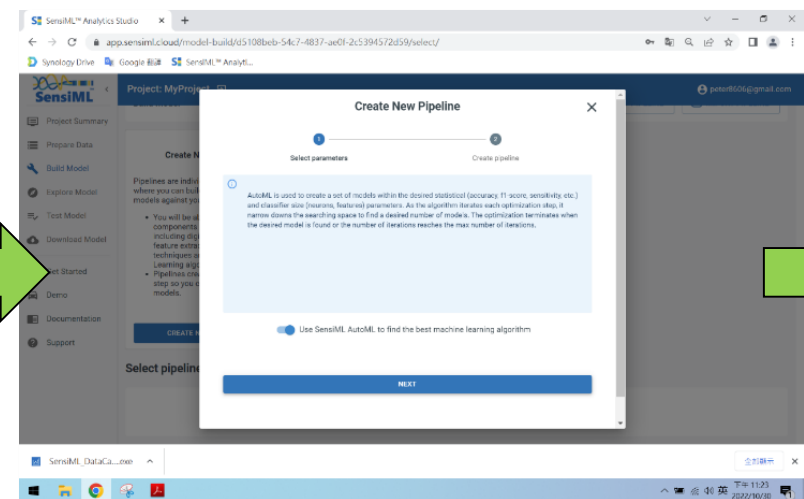 SensiML™ Analytics Studio
app.sensiml.cloud/model-build/d5108beb-54c7-4837-ae0f-2c5394572d59/select/
Synology Drive
Google 翻譯
SensiML™ Analyti...
SensiML
Project: MyProject
peter8606@gmail.com
Project Summary
Prepare Data
Build Model
Explore Model
Test Model
Download Model
Get Started
Demo
Documentation
Support
Create N
Pipelines are indivi
where you can buil
models against yo
You will be al
components
including dig
feature extra
techniques a
Learning algo
Pipelines cre
step so you c
models.
CREATE N
Select pipeline
Create New Pipeline
1
2
Select parameters
Create pipeline
AutoML is used to create a set of models within the desired statistical (accuracy, f1-score, sensitivity, etc.)
and classifier size (neurons, features) parameters. As the algorithm iterates each optimization step, it
narrow downs the searching space to find a desired number of models. The optimization terminates when
the desired model is found or the number of iterations reaches the max number of iterations.
Use SensiML AutoML to find the best machine learning algorithm
NEXT
SensiML_DataCa....exe
全部顯示
英
下午 11:23
2022/10/30